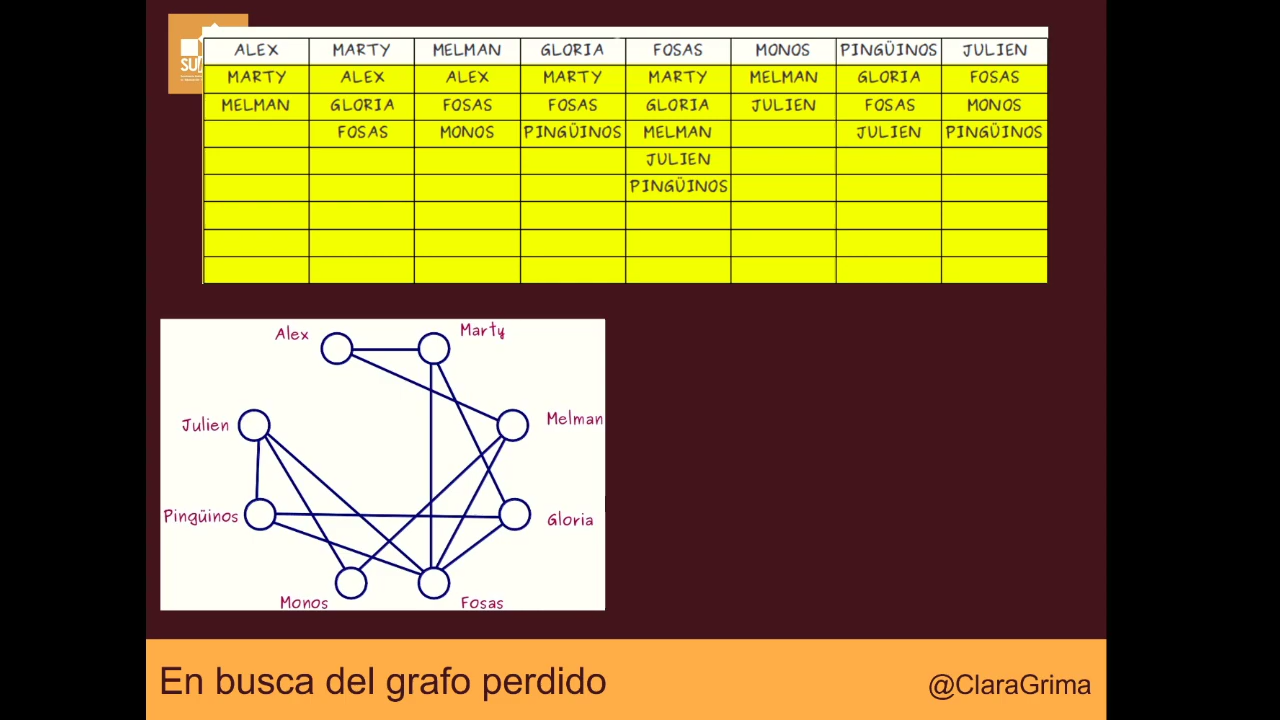 SU
ALEX MARTY MELMAN GLORIA FOSAS MONOS PINGÜINOS JULIEN
MARTY ALEX ALEX MARTY MARTY MELMAN GLORIA FOSAS
MELMAN GLORIA FOSAS FOSAS GLORIA JULIEN FOSAS MONOS
FOSAS MONOS PINGÜINOS MELMAN JULIEN PINGÜINOS
JULIEN
PINGÜINOS
Alex Marty
Julien Melman
Pingüinos Gloria
Monos Fosas
En busca del grafo perdido @ClaraGrima